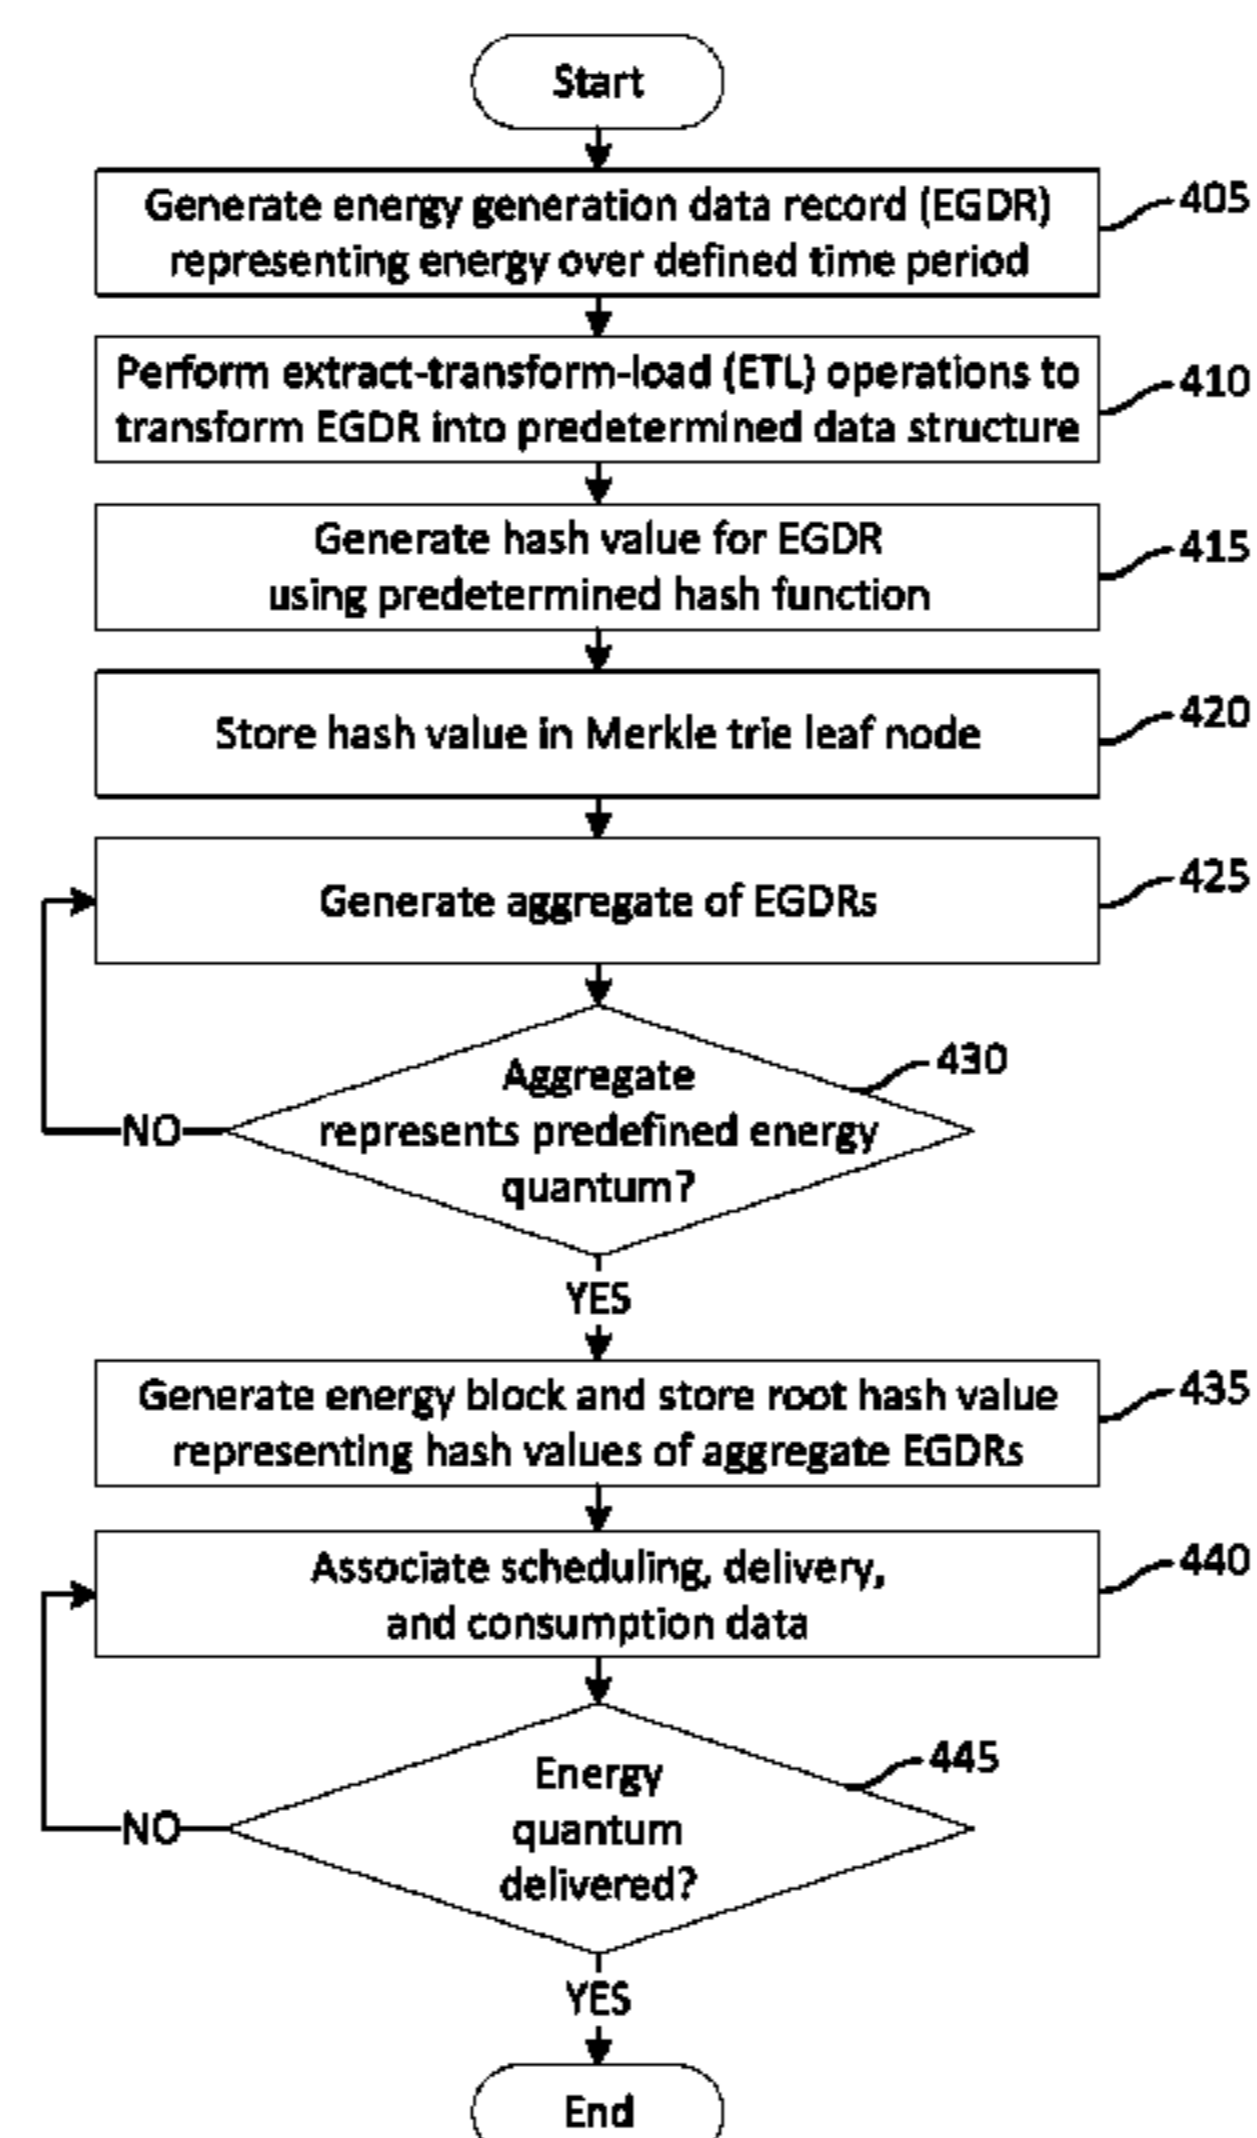 Start
Generate energy generation data record (EGDR)
representing energy over defined time period
405
Perform extract-transform-load (ETL) operations to
transform EGDR into predetermined data structure
410
Generate hash value for EGDR
using predetermined hash function
415
Store hash value in Merkle trie leaf node
420
Generate aggregate of EGDRs
425
Aggregate
represents predefined energy
quantum?
430
NO
YES
Generate energy block and store root hash value
representing hash values of aggregate EGDRs
435
Associate scheduling, delivery,
and consumption data
440
Energy
quantum
delivered?
445
NO
YES
End